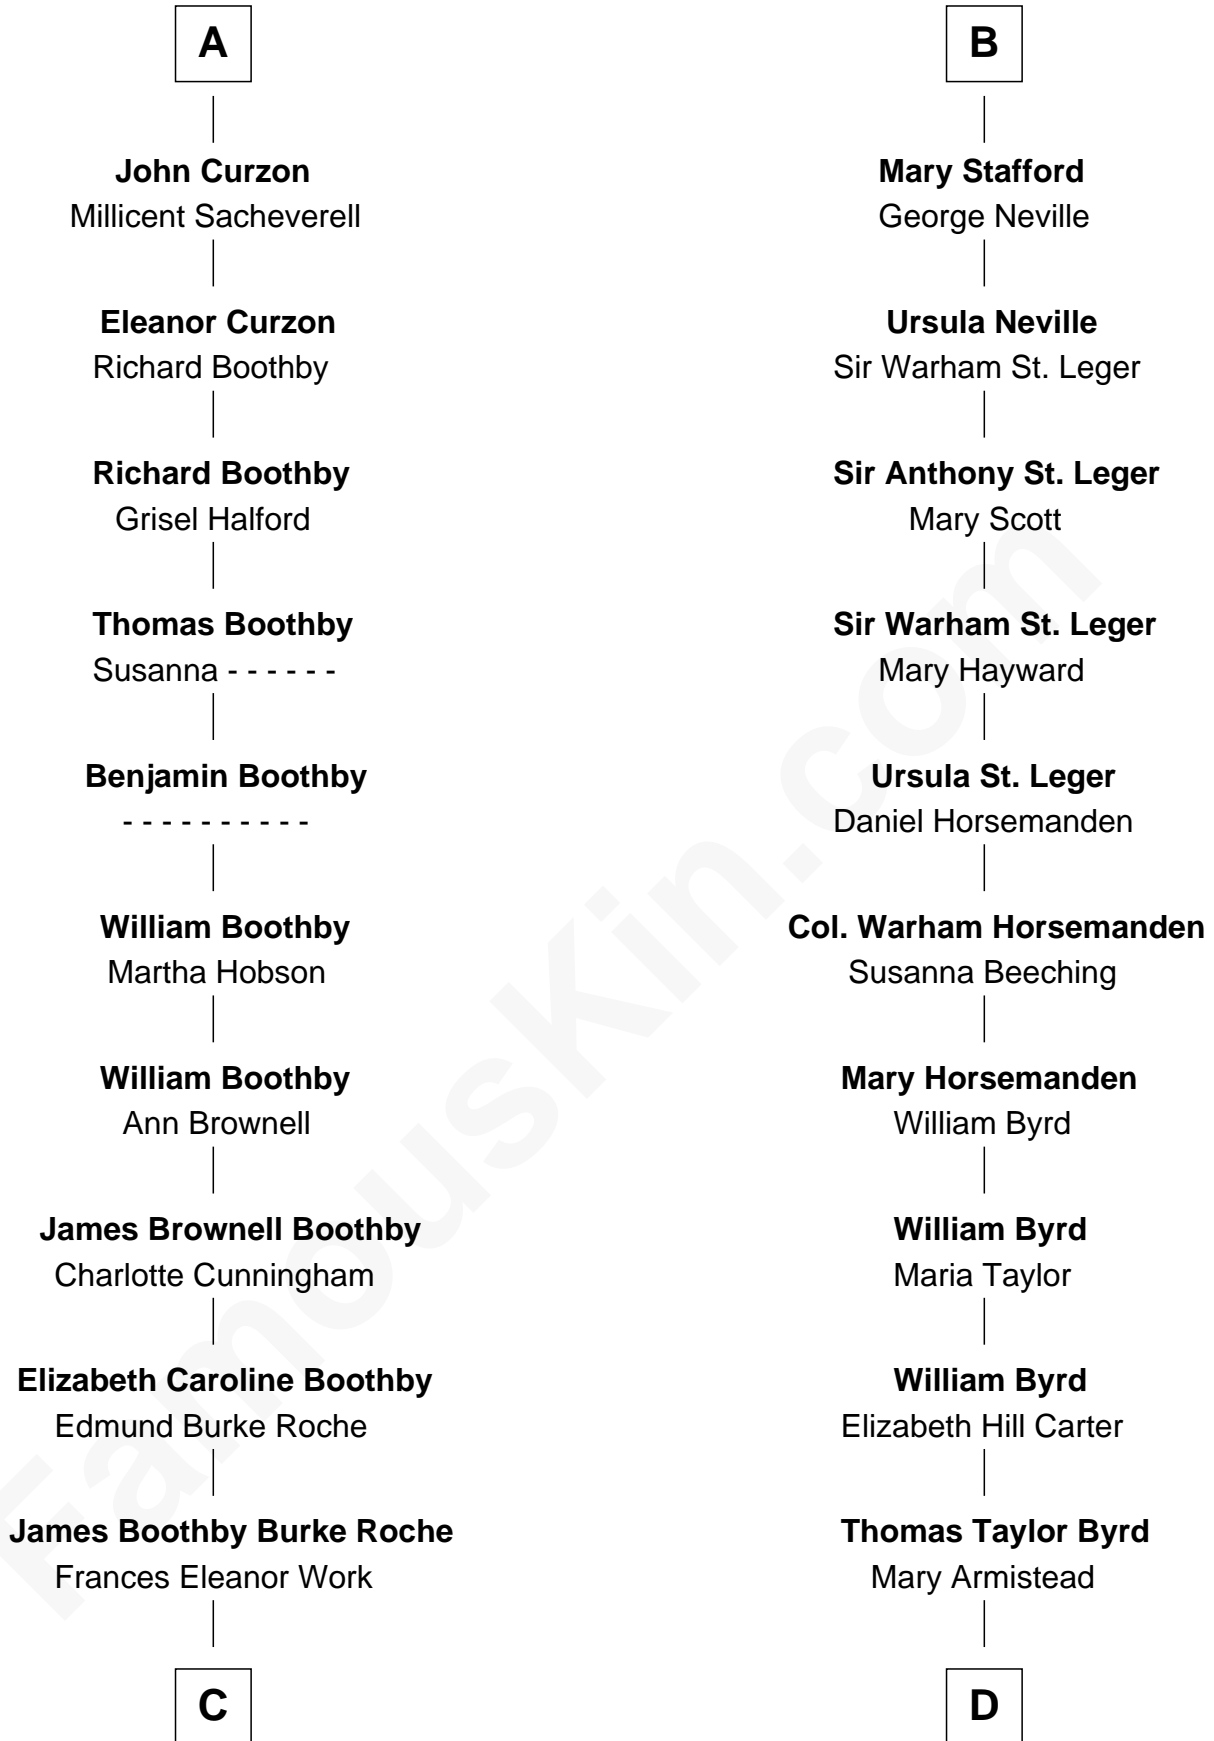 A
John Curzon
Millicent Sacheverell
Eleanor Curzon
Richard Boothby
Richard Boothby
Grisel Halford
Thomas Boothby
Susanna - - - - - -
Benjamin Boothby
- - - - - - - - - -
William Boothby
Martha Hobson
William Boothby
Ann Brownell
James Brownell Boothby
Charlotte Cunningham
Elizabeth Caroline Boothby
Edmund Burke Roche
James Boothby Burke Roche
Frances Eleanor Work
C
B
Mary Stafford
George Neville
Ursula Neville
Sir Warham St. Leger
Sir Anthony St. Leger
Mary Scott
Sir Warham St. Leger
Mary Hayward
Ursula St. Leger
Daniel Horsemanden
Col. Warham Horsemanden
Susanna Beeching
Mary Horsemanden
William Byrd
William Byrd
Maria Taylor
William Byrd
Elizabeth Hill Carter
Thomas Taylor Byrd
Mary Armistead
D
FamousKin.com